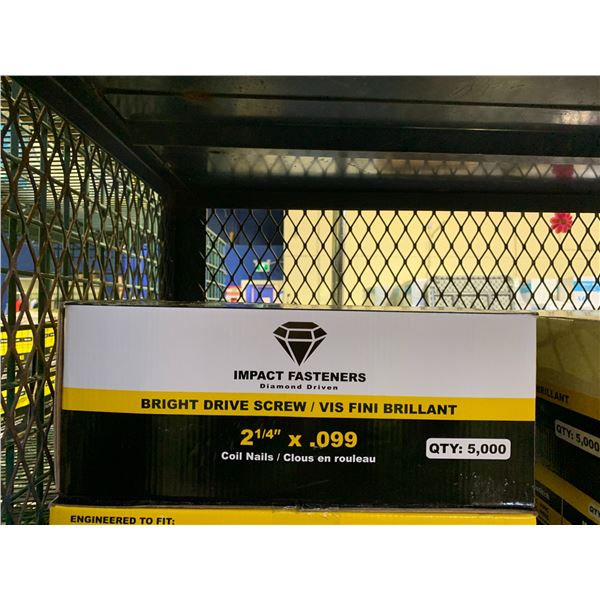 IMPACT FASTENERS
Diamond Driven
BRIGHT DRIVE SCREW / VIS FINI BRILLANT
2 1/4" x .099
Coil Nails / Clous en rouleau
QTY: 5,000
BRILLANT
QTY: 5,000
ENGINEERED TO FIT: